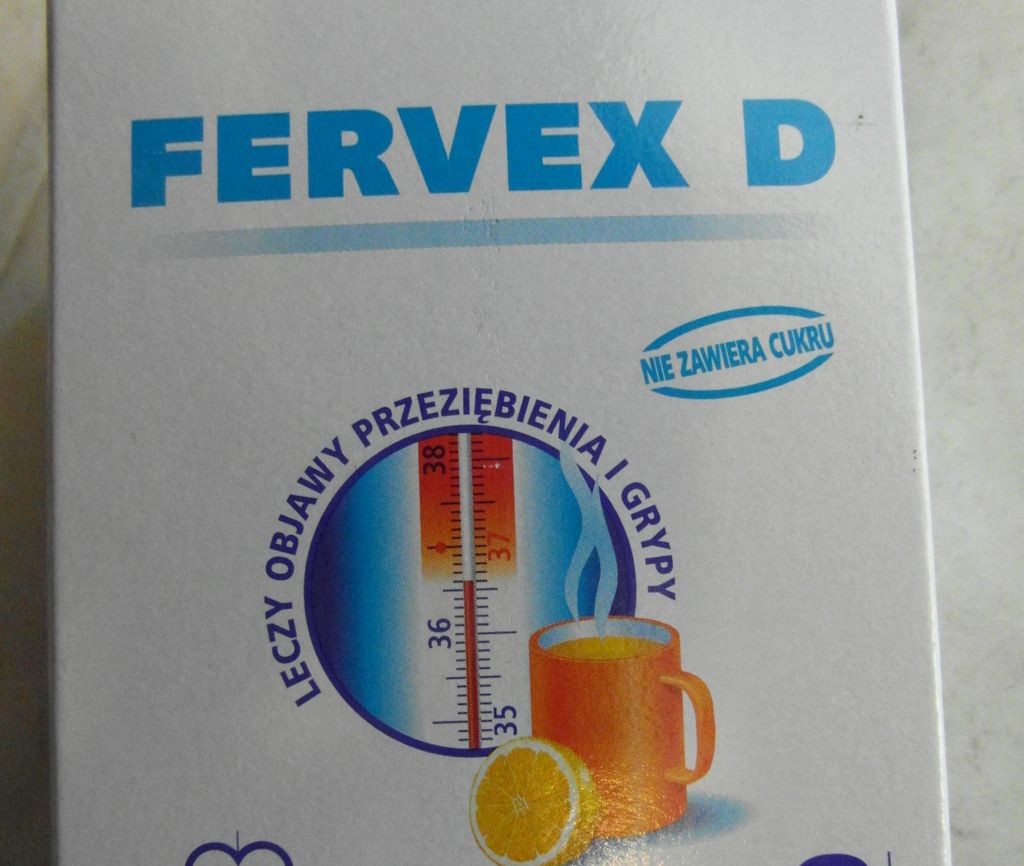 FERVEX D
NIE ZAWIERA CUKRU
LECZY OBJAWY PRZEZIĘBIENIA I GRYPY
38
37
36
35